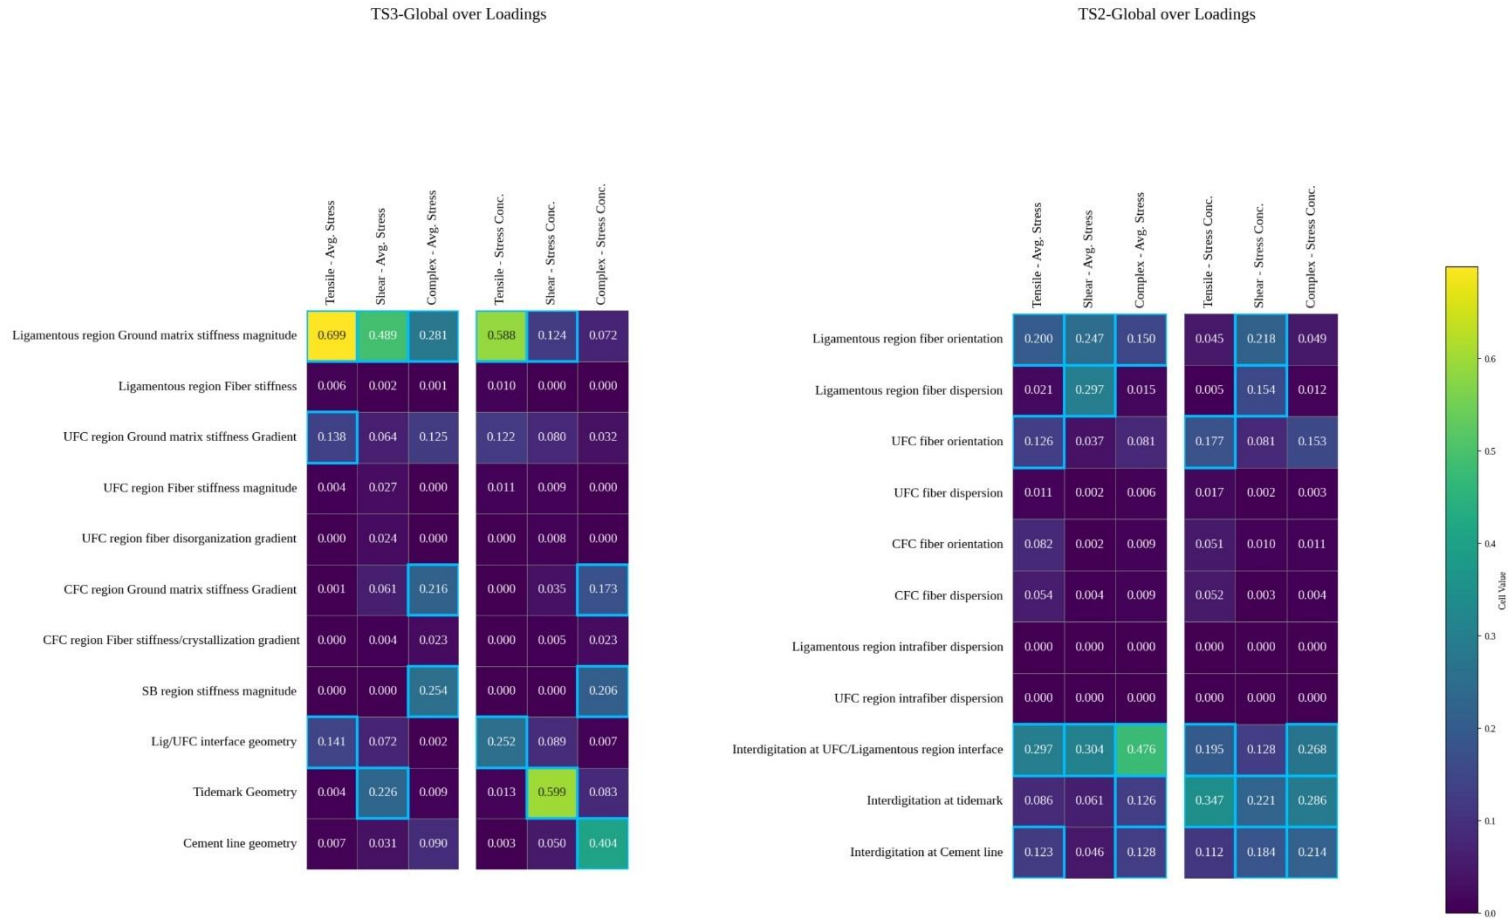 TS3-Global over Loadings
Tensile - Avg. Stress
Shear - Avg. Stress
Complex - Avg. Stress
Tensile - Stress Conc.
Shear - Stress Conc.
Complex - Stress Conc.
Ligamentous region Ground matrix stiffness magnitude 0.699 0.489 0.281 0.588 0.124 0.072
Ligamentous region Fiber stiffness 0.006 0.002 0.001 0.010 0.000 0.000
UFC region Ground matrix stiffness Gradient 0.138 0.064 0.125 0.122 0.080 0.032
UFC region Fiber stiffness magnitude 0.004 0.027 0.000 0.011 0.009 0.000
UFC region fiber disorganization gradient 0.000 0.024 0.000 0.000 0.008 0.000
CFC region Ground matrix stiffness Gradient 0.001 0.061 0.216 0.000 0.035 0.173
CFC region Fiber stiffness/crystallization gradient 0.000 0.004 0.023 0.000 0.005 0.023
SB region stiffness magnitude 0.000 0.000 0.254 0.000 0.000 0.206
Lig/UFC interface geometry 0.141 0.072 0.002 0.252 0.089 0.007
Tidemark Geometry 0.004 0.226 0.009 0.013 0.599 0.083
Cement line geometry 0.007 0.031 0.090 0.003 0.050 0.404
TS2-Global over Loadings
Tensile - Avg. Stress
Shear - Avg. Stress
Complex - Avg. Stress
Tensile - Stress Conc.
Shear - Stress Conc.
Complex - Stress Conc.
Ligamentous region fiber orientation 0.200 0.247 0.150 0.045 0.218 0.049
Ligamentous region fiber dispersion 0.021 0.297 0.015 0.005 0.154 0.012
UFC fiber orientation 0.126 0.037 0.081 0.177 0.081 0.153
UFC fiber dispersion 0.011 0.002 0.006 0.017 0.002 0.003
CFC fiber orientation 0.082 0.002 0.009 0.051 0.010 0.011
CFC fiber dispersion 0.054 0.004 0.009 0.052 0.003 0.004
Ligamentous region intrafiber dispersion 0.000 0.000 0.000 0.000 0.000 0.000
UFC region intrafiber dispersion 0.000 0.000 0.000 0.000 0.000 0.000
Interdigitation at UFC/Ligamentous region interface 0.297 0.304 0.476 0.195 0.128 0.268
Interdigitation at tidemark 0.086 0.061 0.126 0.347 0.221 0.286
Interdigitation at Cement line 0.123 0.046 0.128 0.112 0.184 0.214
0.6
0.5
0.4
0.3
0.2
0.1
0.0
Cell Value